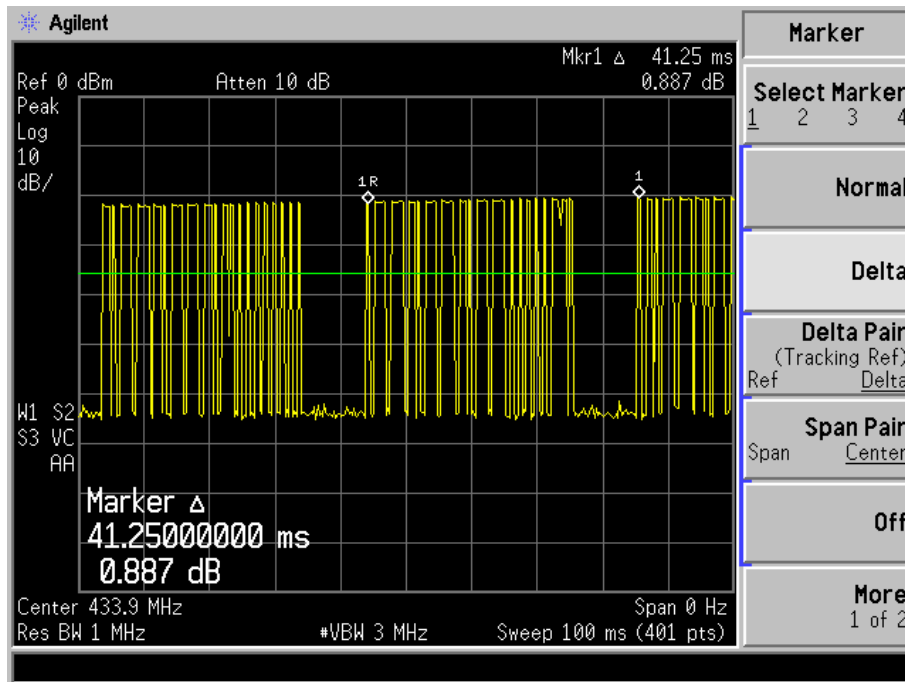 Agilent
Mkr1 Δ 41.25 ms
Ref 0 dBm Atten 10 dB 0.887 dB
Peak
Log
10
dB/
1R
1
W1 S2
S3 VC
AA
Marker Δ
41.25000000 ms
0.887 dB
Center 433.9 MHz Span 0 Hz
Res BW 1 MHz #VBW 3 MHz Sweep 100 ms (401 pts)
Marker
Select Marker
1 2 3 4
Normal
Delta
Delta Pair
(Tracking Ref)
Ref Delta
Span Pair
Span Center
Off
More
1 of 2